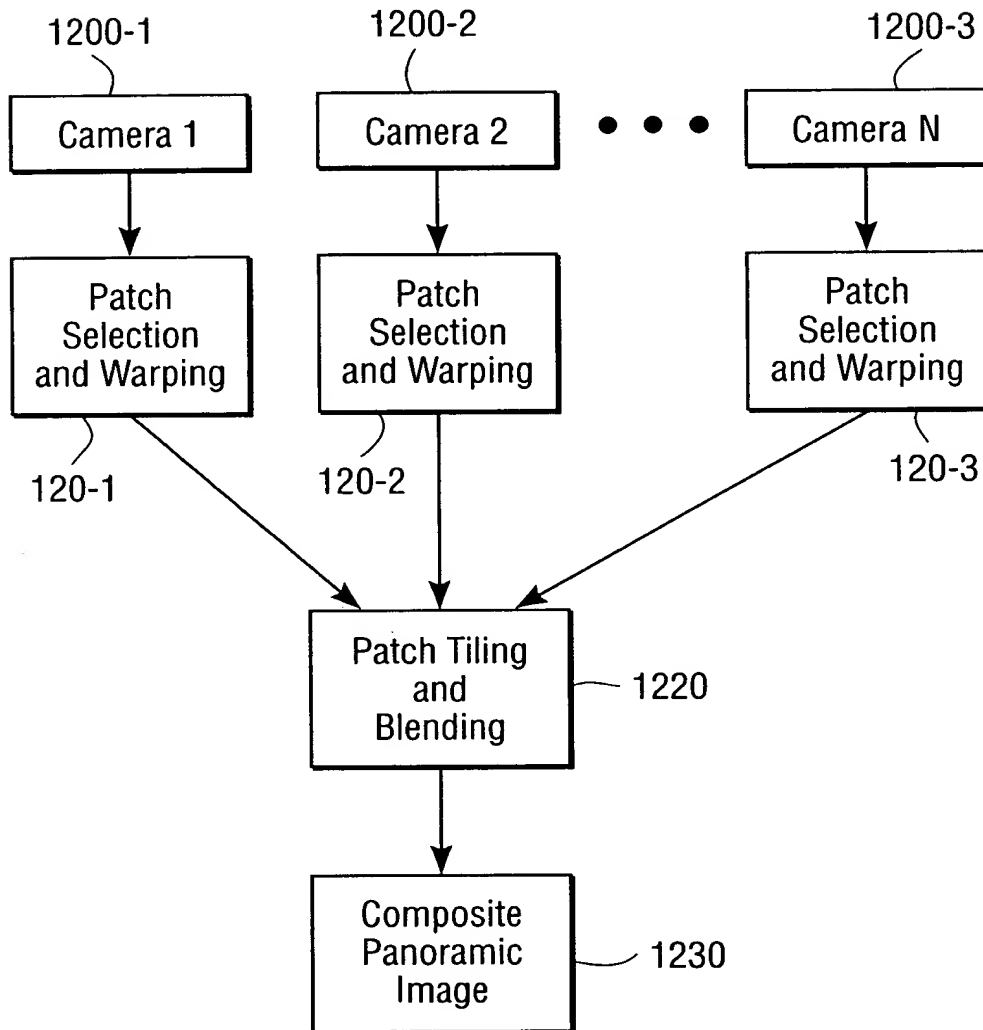 1200-1
1200-2
1200-3
Camera 1
Camera 2
Camera N
Patch
Selection
and Warping
Patch
Selection
and Warping
Patch
Selection
and Warping
120-1
120-2
120-3
Patch Tiling
and
Blending
1220
Composite
Panoramic
Image
1230